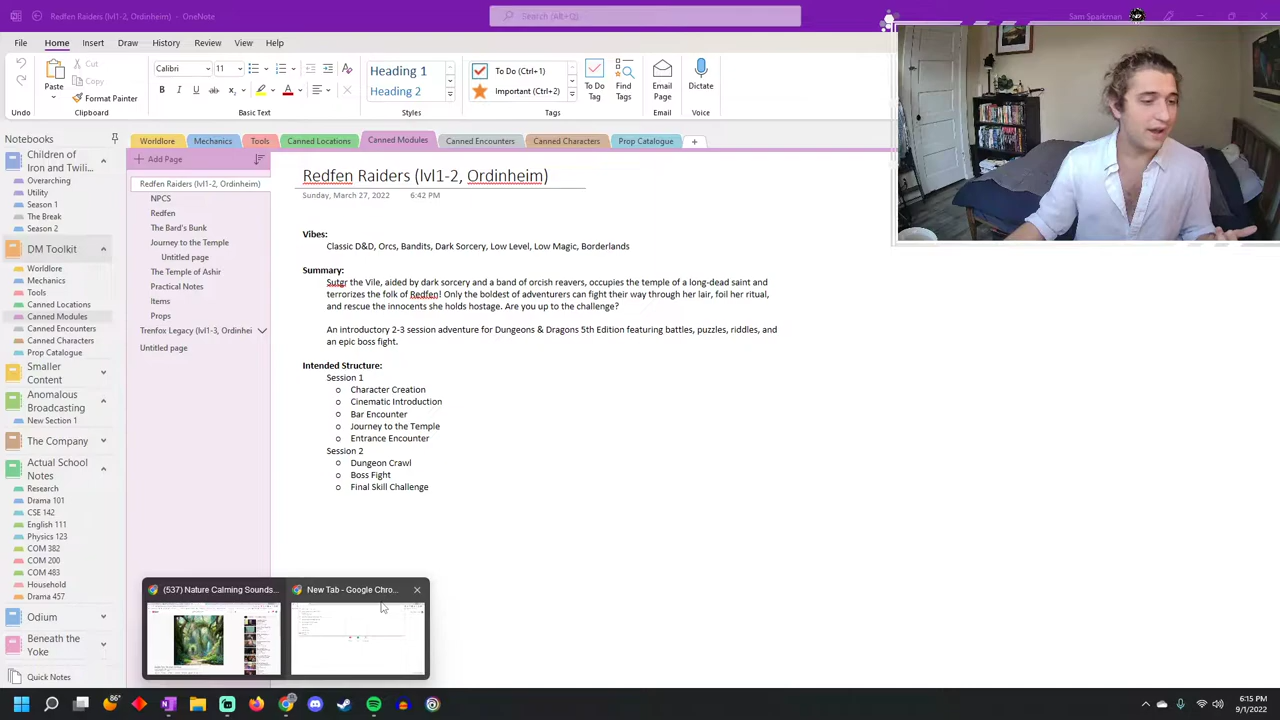 Redfen Raiders (lvl1-2, Ordinheim) - OneNote
Search (Alt+Q)
Sam Sparkman
File Home Insert Draw History Review View Help
Undo
Paste
Cut
Copy
Format Painter
Clipboard
Calibri 11
B I U ab x A
Basic Text
Heading 1
Heading 2
Styles
To Do (Ctrl+1)
Important (Ctrl+2)
To Do Tag
Find Tags
Tags
Email Page
Email
Dictate
Voice
Notebooks
Worldlore Mechanics Tools Canned Locations Canned Modules Canned Encounters Canned Characters Prop Catalogue +
Children of
Iron and Twili...
Overarching
Utility
Season 1
The Break
Season 2
DM Toolkit
Worldlore
Mechanics
Tools
Canned Locations
Canned Modules
Canned Encounters
Canned Characters
Prop Catalogue
Smaller
Content
Anomalous
Broadcasting
New Section 1
The Company
Actual School
Notes
Research
Drama 101
CSE 142
English 111
Physics 123
COM 382
COM 200
COM 483
Household
Drama 457
Odium
Beneath the
Yoke
Quick Notes
Add Page
Redfen Raiders (lvl1-2, Ordinheim)
NPCS
Redfen
The Bard's Bunk
Journey to the Temple
Untitled page
The Temple of Ashir
Practical Notes
Items
Props
Trenfox Legacy (lvl1-3, Ordinhei
Untitled page
Redfen Raiders (lvl1-2, Ordinheim)
Sunday, March 27, 2022 6:42 PM
Vibes:
Classic D&D, Orcs, Bandits, Dark Sorcery, Low Level, Low Magic, Borderlands
Summary:
Sutgr the Vile, aided by dark sorcery and a band of orcish reavers, occupies the temple of a long-dead saint and
terrorizes the folk of Redfen! Only the boldest of adventurers can fight their way through her lair, foil her ritual,
and rescue the innocents she holds hostage. Are you up to the challenge?
An introductory 2-3 session adventure for Dungeons & Dragons 5th Edition featuring battles, puzzles, riddles, and
an epic boss fight.
Intended Structure:
Session 1
o Character Creation
o Cinematic Introduction
o Bar Encounter
o Journey to the Temple
o Entrance Encounter
Session 2
o Dungeon Crawl
o Boss Fight
o Final Skill Challenge
(537) Nature Calming Sounds...
New Tab - Google Chro...
86°
6:15 PM
9/1/2022